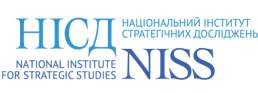 НІСД
НАЦІОНАЛЬНИЙ ІНСТИТУТ
СТРАТЕГІЧНИХ ДОСЛІДЖЕНЬ
NATIONAL INSTITUTE
FOR STRATEGIC STUDIES
NISS